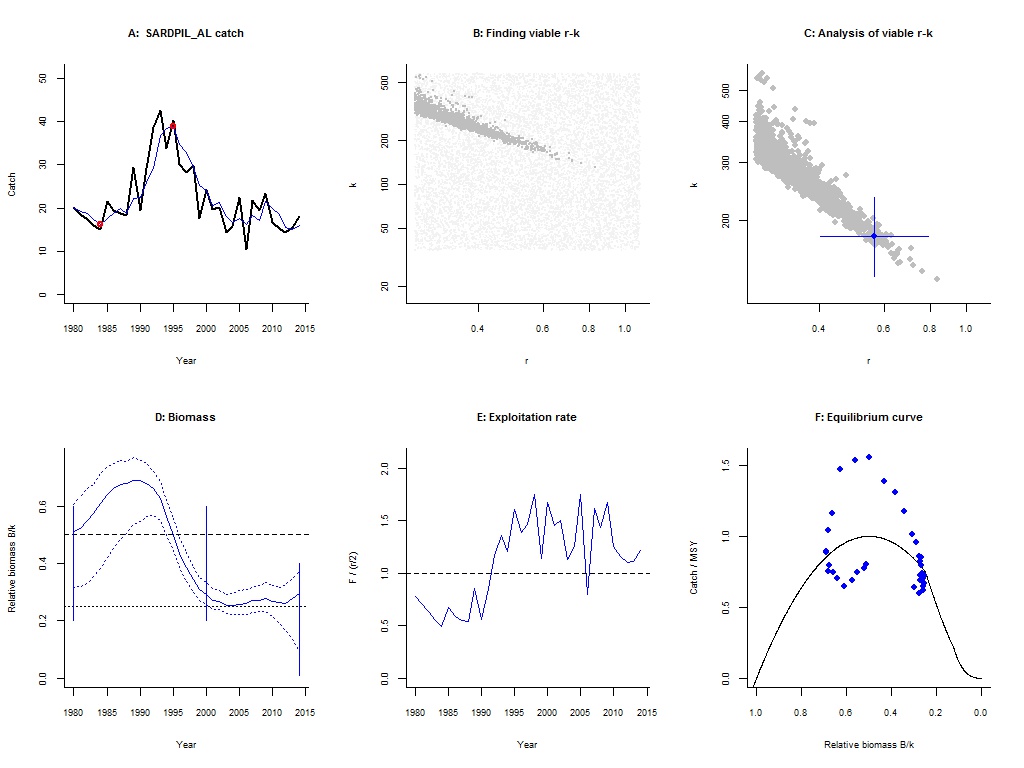 A: SARDPIL_AL catch
Catch
50
40
30
20
10
0
1980 1985 1990 1995 2000 2005 2010 2015
Year
B: Finding viable r-k
k
500
200
100
50
20
0.4 0.6 0.8 1.0
r
C: Analysis of viable r-k
k
500
400
300
200
0.4 0.6 0.8 1.0
r
D: Biomass
Relative biomass B/k
0.6
0.4
0.2
0.0
1980 1985 1990 1995 2000 2005 2010 2015
Year
E: Exploitation rate
F / (r/2)
2.0
1.5
1.0
0.5
0.0
1980 1985 1990 1995 2000 2005 2010 2015
Year
F: Equilibrium curve
Catch / MSY
1.5
1.0
0.5
0.0
1.0 0.8 0.6 0.4 0.2 0.0
Relative biomass B/k